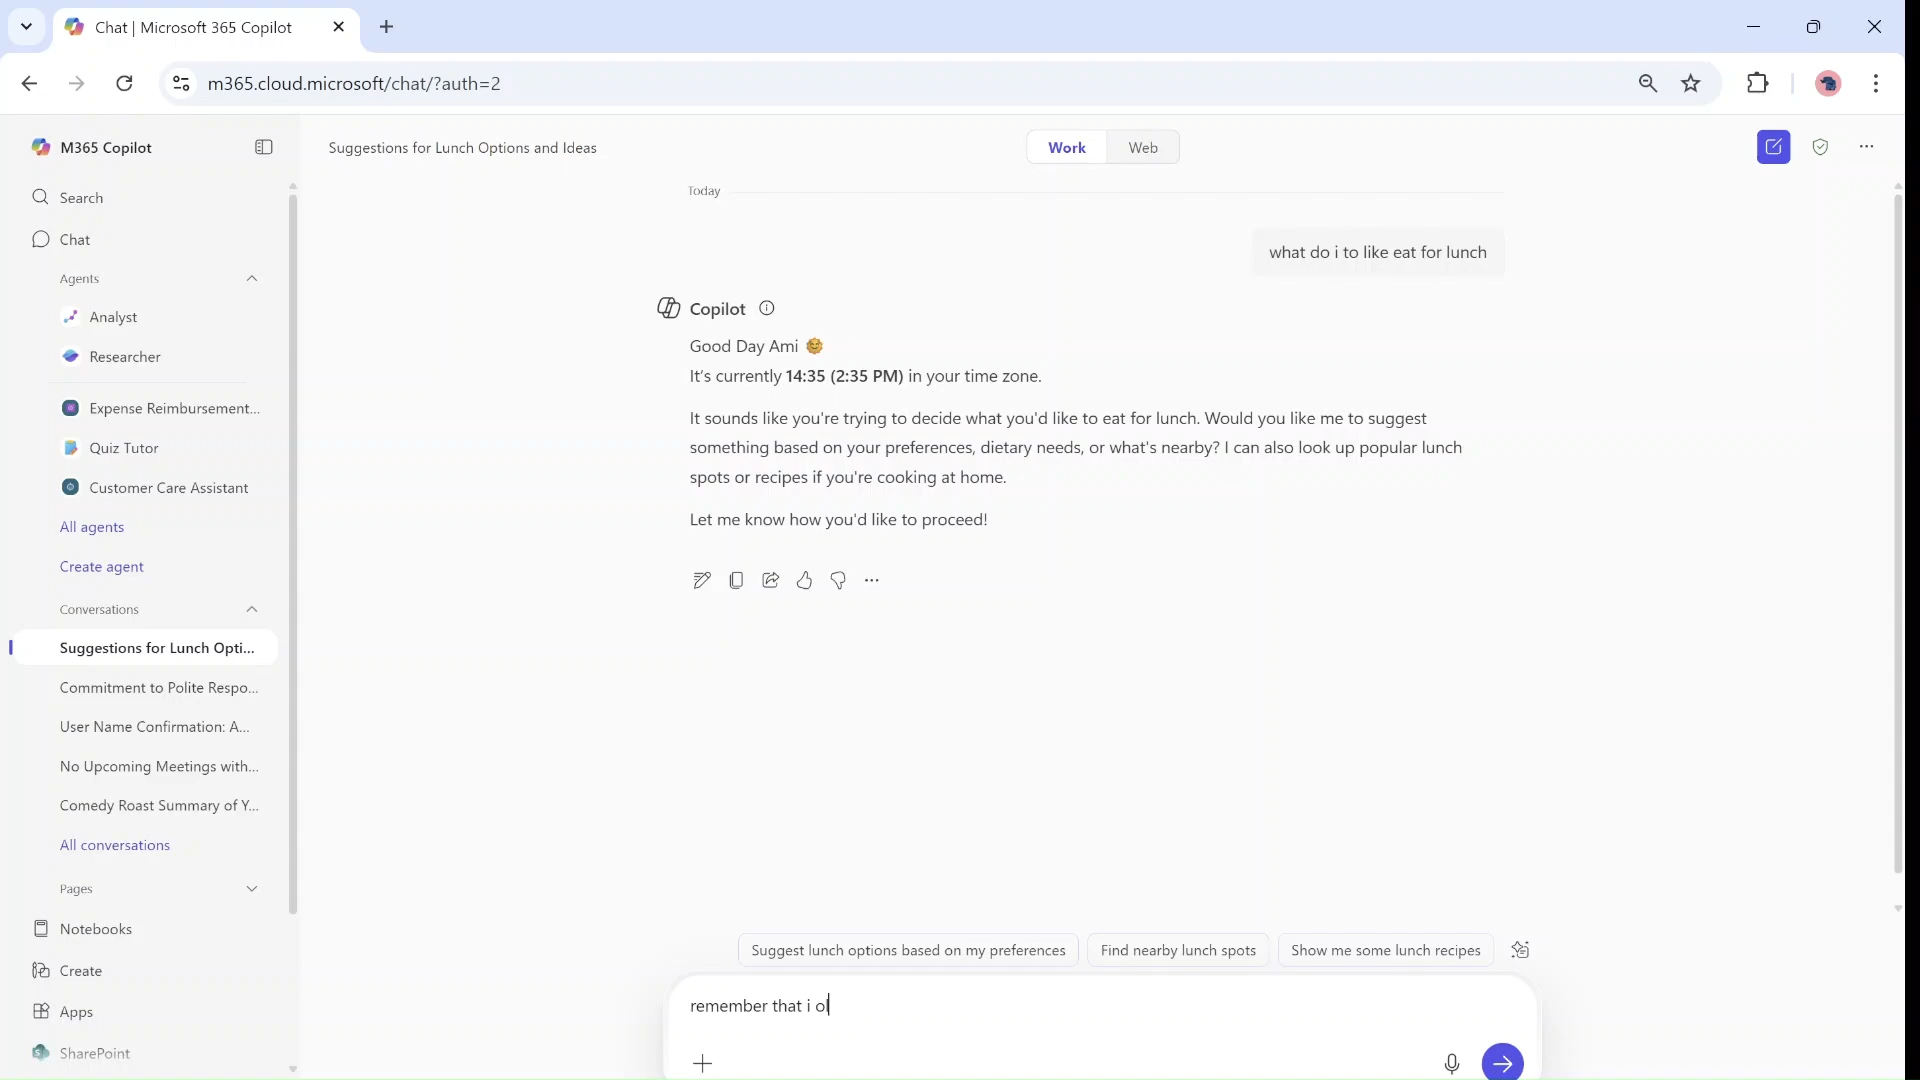 Chat | Microsoft 365 Copilot
m365.cloud.microsoft/chat/?auth=2
M365 Copilot
Search
Chat
Agents
Analyst
Researcher
Expense Reimbursement...
Quiz Tutor
Customer Care Assistant
All agents
Create agent
Conversations
Suggestions for Lunch Opti...
Commitment to Polite Respo...
User Name Confirmation: A...
No Upcoming Meetings with...
Comedy Roast Summary of Y...
All conversations
Pages
Notebooks
Create
Apps
SharePoint
Suggestions for Lunch Options and Ideas
Work Web
Today
what do i to like eat for lunch
Copilot
Good Day Ami
It's currently 14:35 (2:35 PM) in your time zone.
It sounds like you're trying to decide what you'd like to eat for lunch. Would you like me to suggest
something based on your preferences, dietary needs, or what's nearby? I can also look up popular lunch
spots or recipes if you're cooking at home.
Let me know how you'd like to proceed!
Suggest lunch options based on my preferences Find nearby lunch spots Show me some lunch recipes
remember that i ol